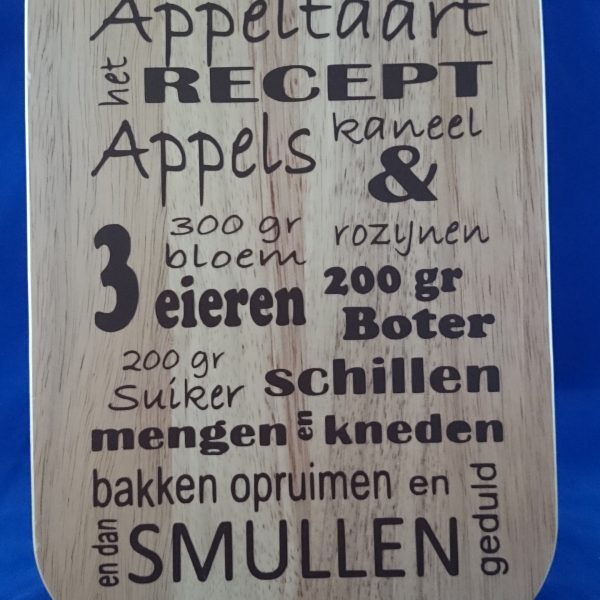 Appeltaart
het RECEPT
Appels kaneel
&
300 gr
bloem
rozijnen
3 eieren
200 gr
Boter
200 gr
Suiker
schillen
mengen en kneden
bakken opruimen en
geduld
en dan SMULLEN